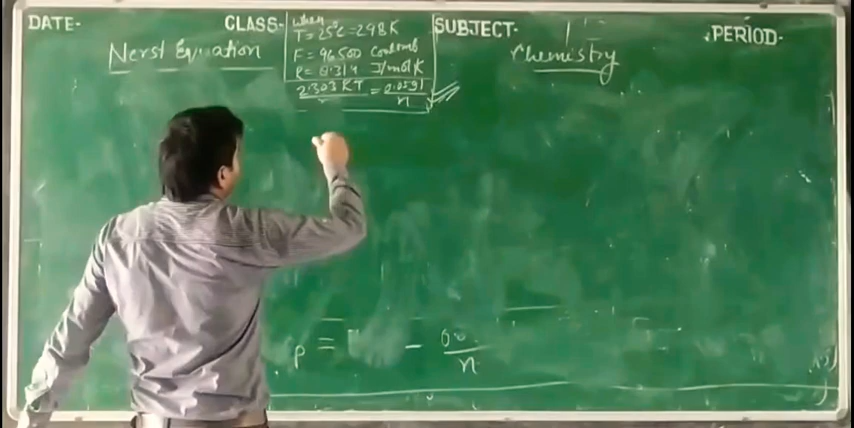 DATE- CLASS- SUBJECT- PERIOD-
when
T = 25°C = 298K
Nerst Equation
Chemistry
F = 96500 Coulomb
R = 8.314 J/mol K
2.303 RT = 0.0591
n
P = - 
n